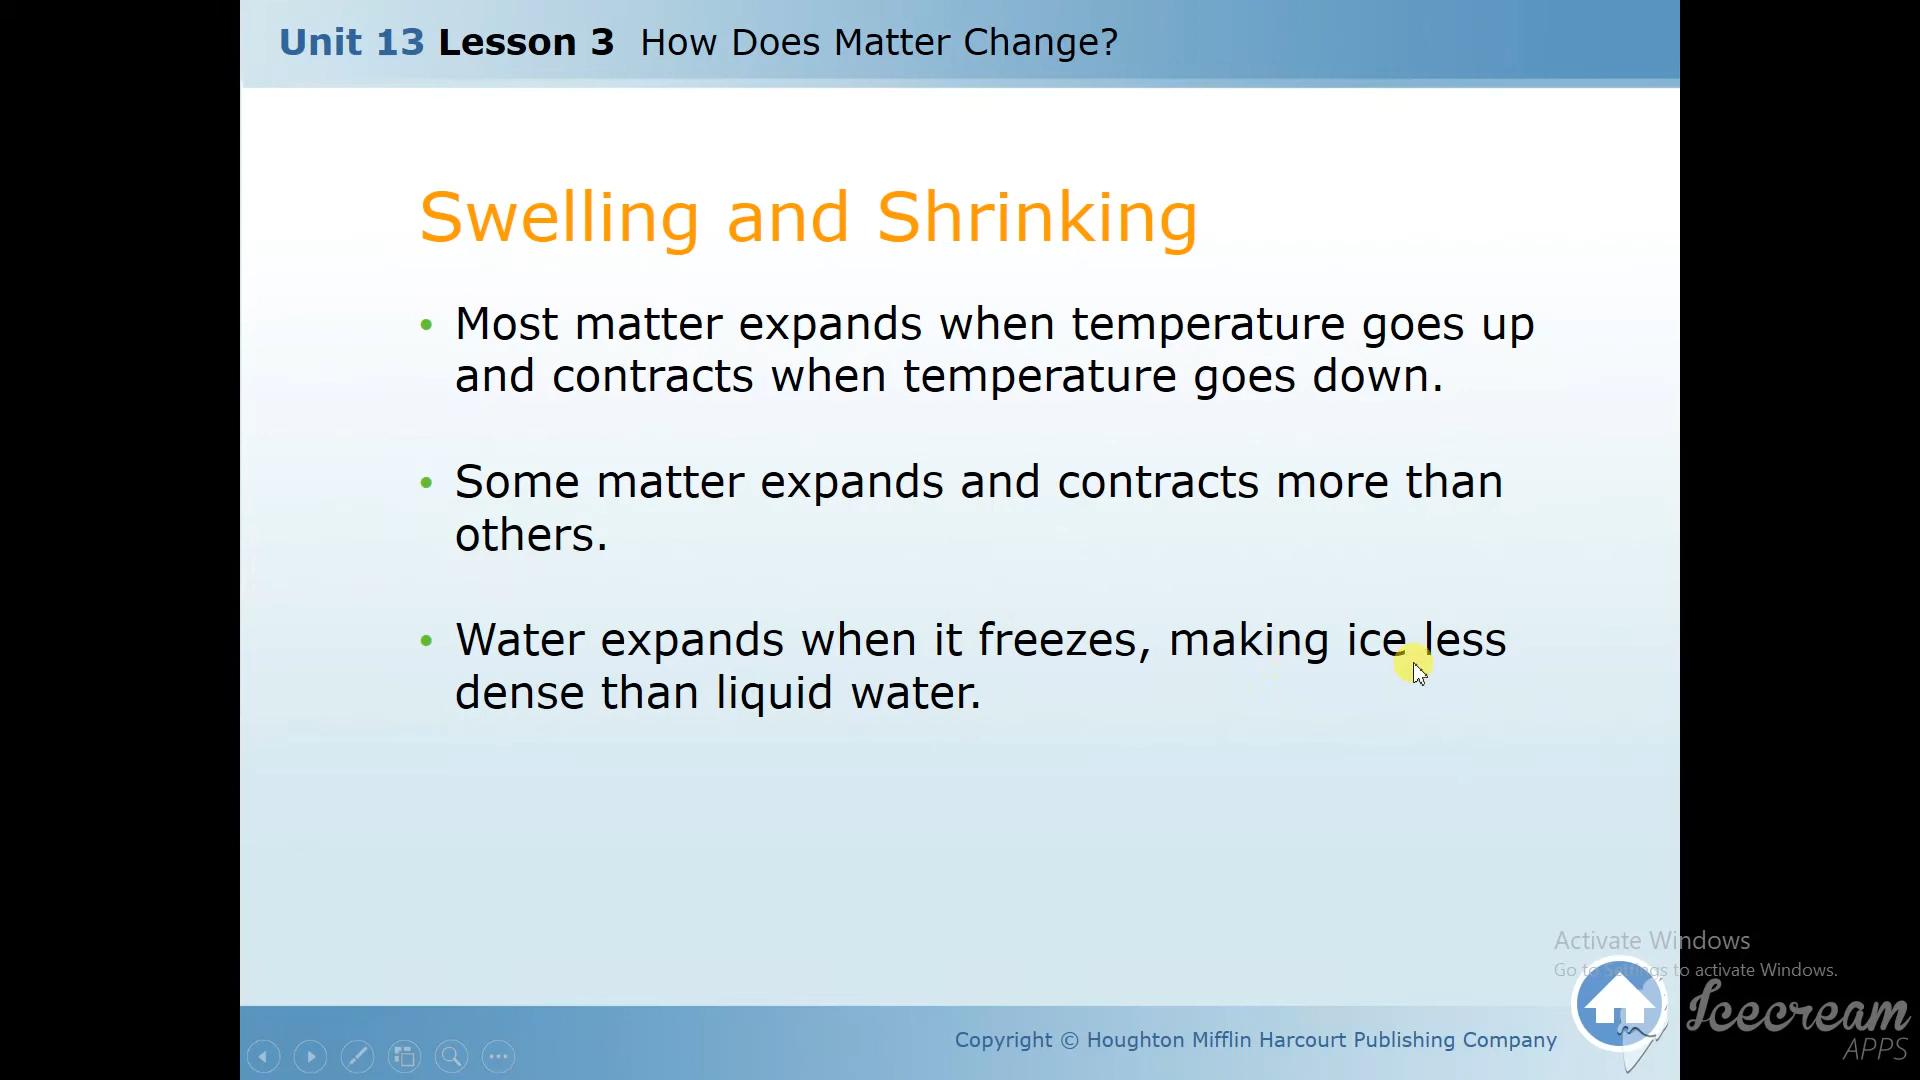 Unit 13 Lesson 3 How Does Matter Change?
Swelling and Shrinking
• Most matter expands when temperature goes up
and contracts when temperature goes down.
• Some matter expands and contracts more than
others.
• Water expands when it freezes, making ice less
dense than liquid water.
Activate Windows
Go to Settings to activate Windows.
Icecream
APPS
Copyright © Houghton Mifflin Harcourt Publishing Company